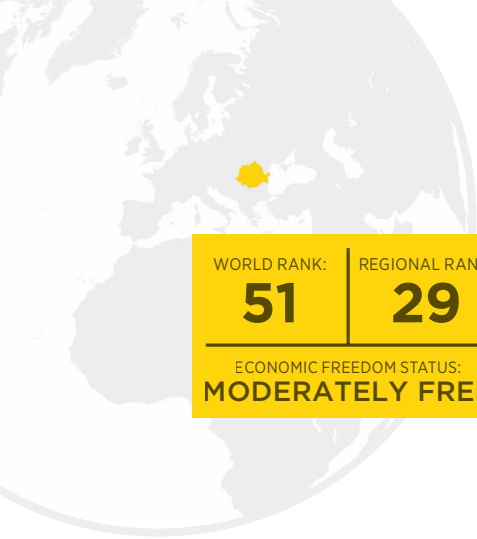 WORLD RANK:
51
REGIONAL RAN
29
ECONOMIC FREEDOM STATUS:
MODERATELY FRE